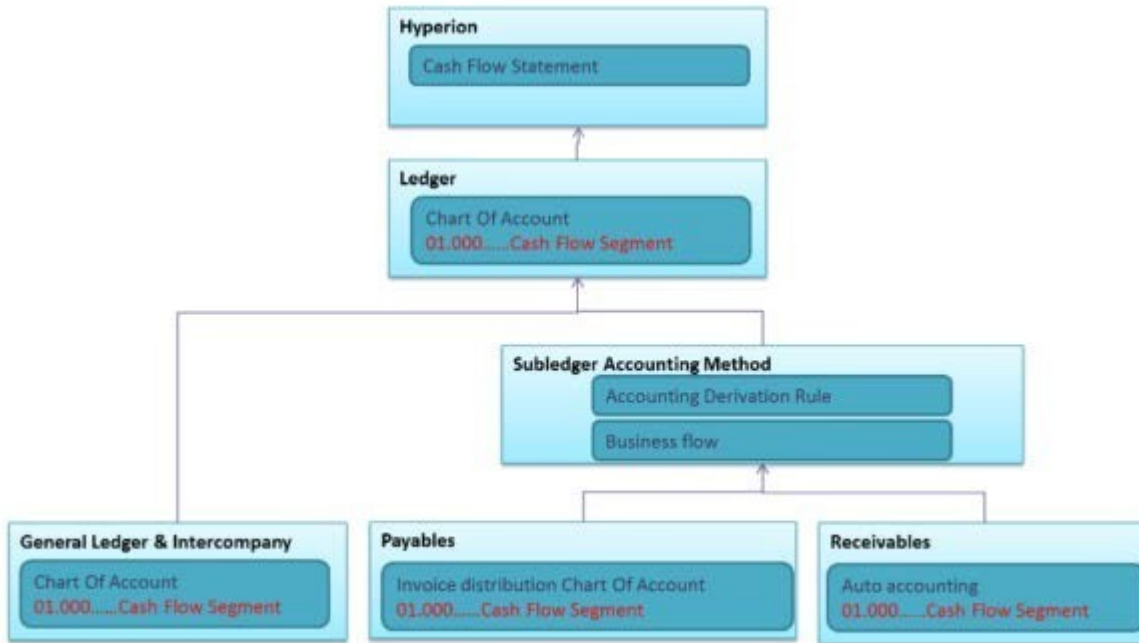 Hyperion
Cash Flow Statement
Ledger
Chart Of Account
01.000.....Cash Flow Segment
Subledger Accounting Method
Accounting Derivation Rule
Business flow
General Ledger & Intercompany
Chart Of Account
01.000......Cash Flow Segment
Payables
Invoice distribution Chart Of Account
01.000......Cash Flow Segment
Receivables
Auto accounting
01.000......Cash Flow Segment